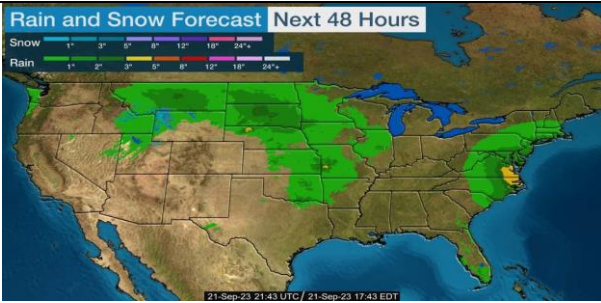 Rain and Snow Forecast Next 48 Hours
Snow 1" 3" 5" 8" 12" 18" 24"+
Rain 1" 2" 3" 5" 8" 12" 18" 24"+
21-Sep-23 21:43 UTC / 21-Sep-23 17:43 EDT